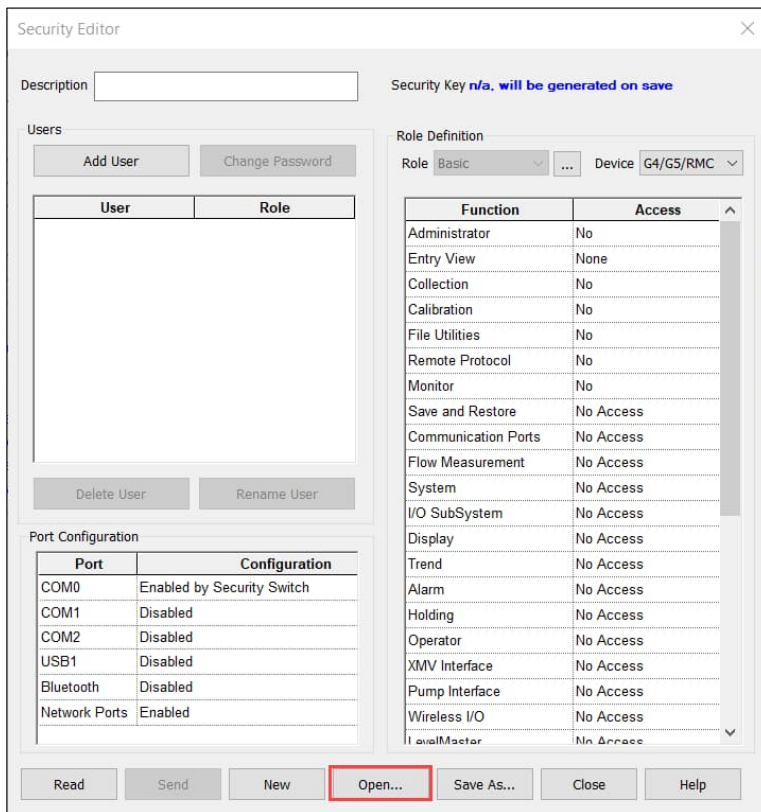 Security Editor
Description
Security Key n/a, will be generated on save
Users
Add User
Change Password
User Role
Delete User
Rename User
Port Configuration
Port Configuration
COM0 Enabled by Security Switch
COM1 Disabled
COM2 Disabled
USB1 Disabled
Bluetooth Disabled
Network Ports Enabled
Role Definition
Role Basic ... Device G4/G5/RMC
Function Access
Administrator No
Entry View None
Collection No
Calibration No
File Utilities No
Remote Protocol No
Monitor No
Save and Restore No Access
Communication Ports No Access
Flow Measurement No Access
System No Access
I/O SubSystem No Access
Display No Access
Trend No Access
Alarm No Access
Holding No Access
Operator No Access
XMV Interface No Access
Pump Interface No Access
Wireless I/O No Access
LevelMaster No Access
Read Send New Open... Save As... Close Help